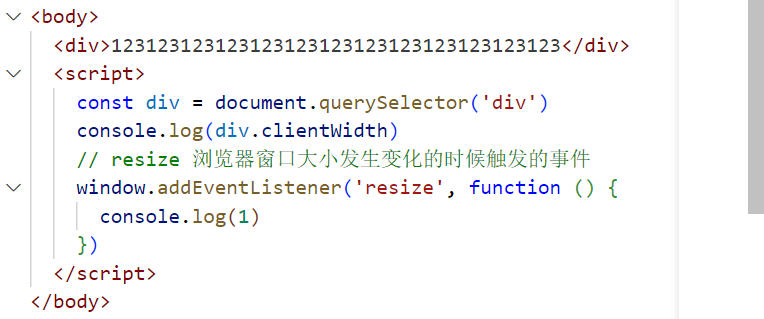 <body>
<div>123123123123123123123123123123123123123</div>
<script>
const div = document.querySelector('div')
console.log(div.clientWidth)
// resize 浏览器窗口大小发生变化的时候触发的事件
window.addEventListener('resize', function () {
console.log(1)
})
</script>
</body>